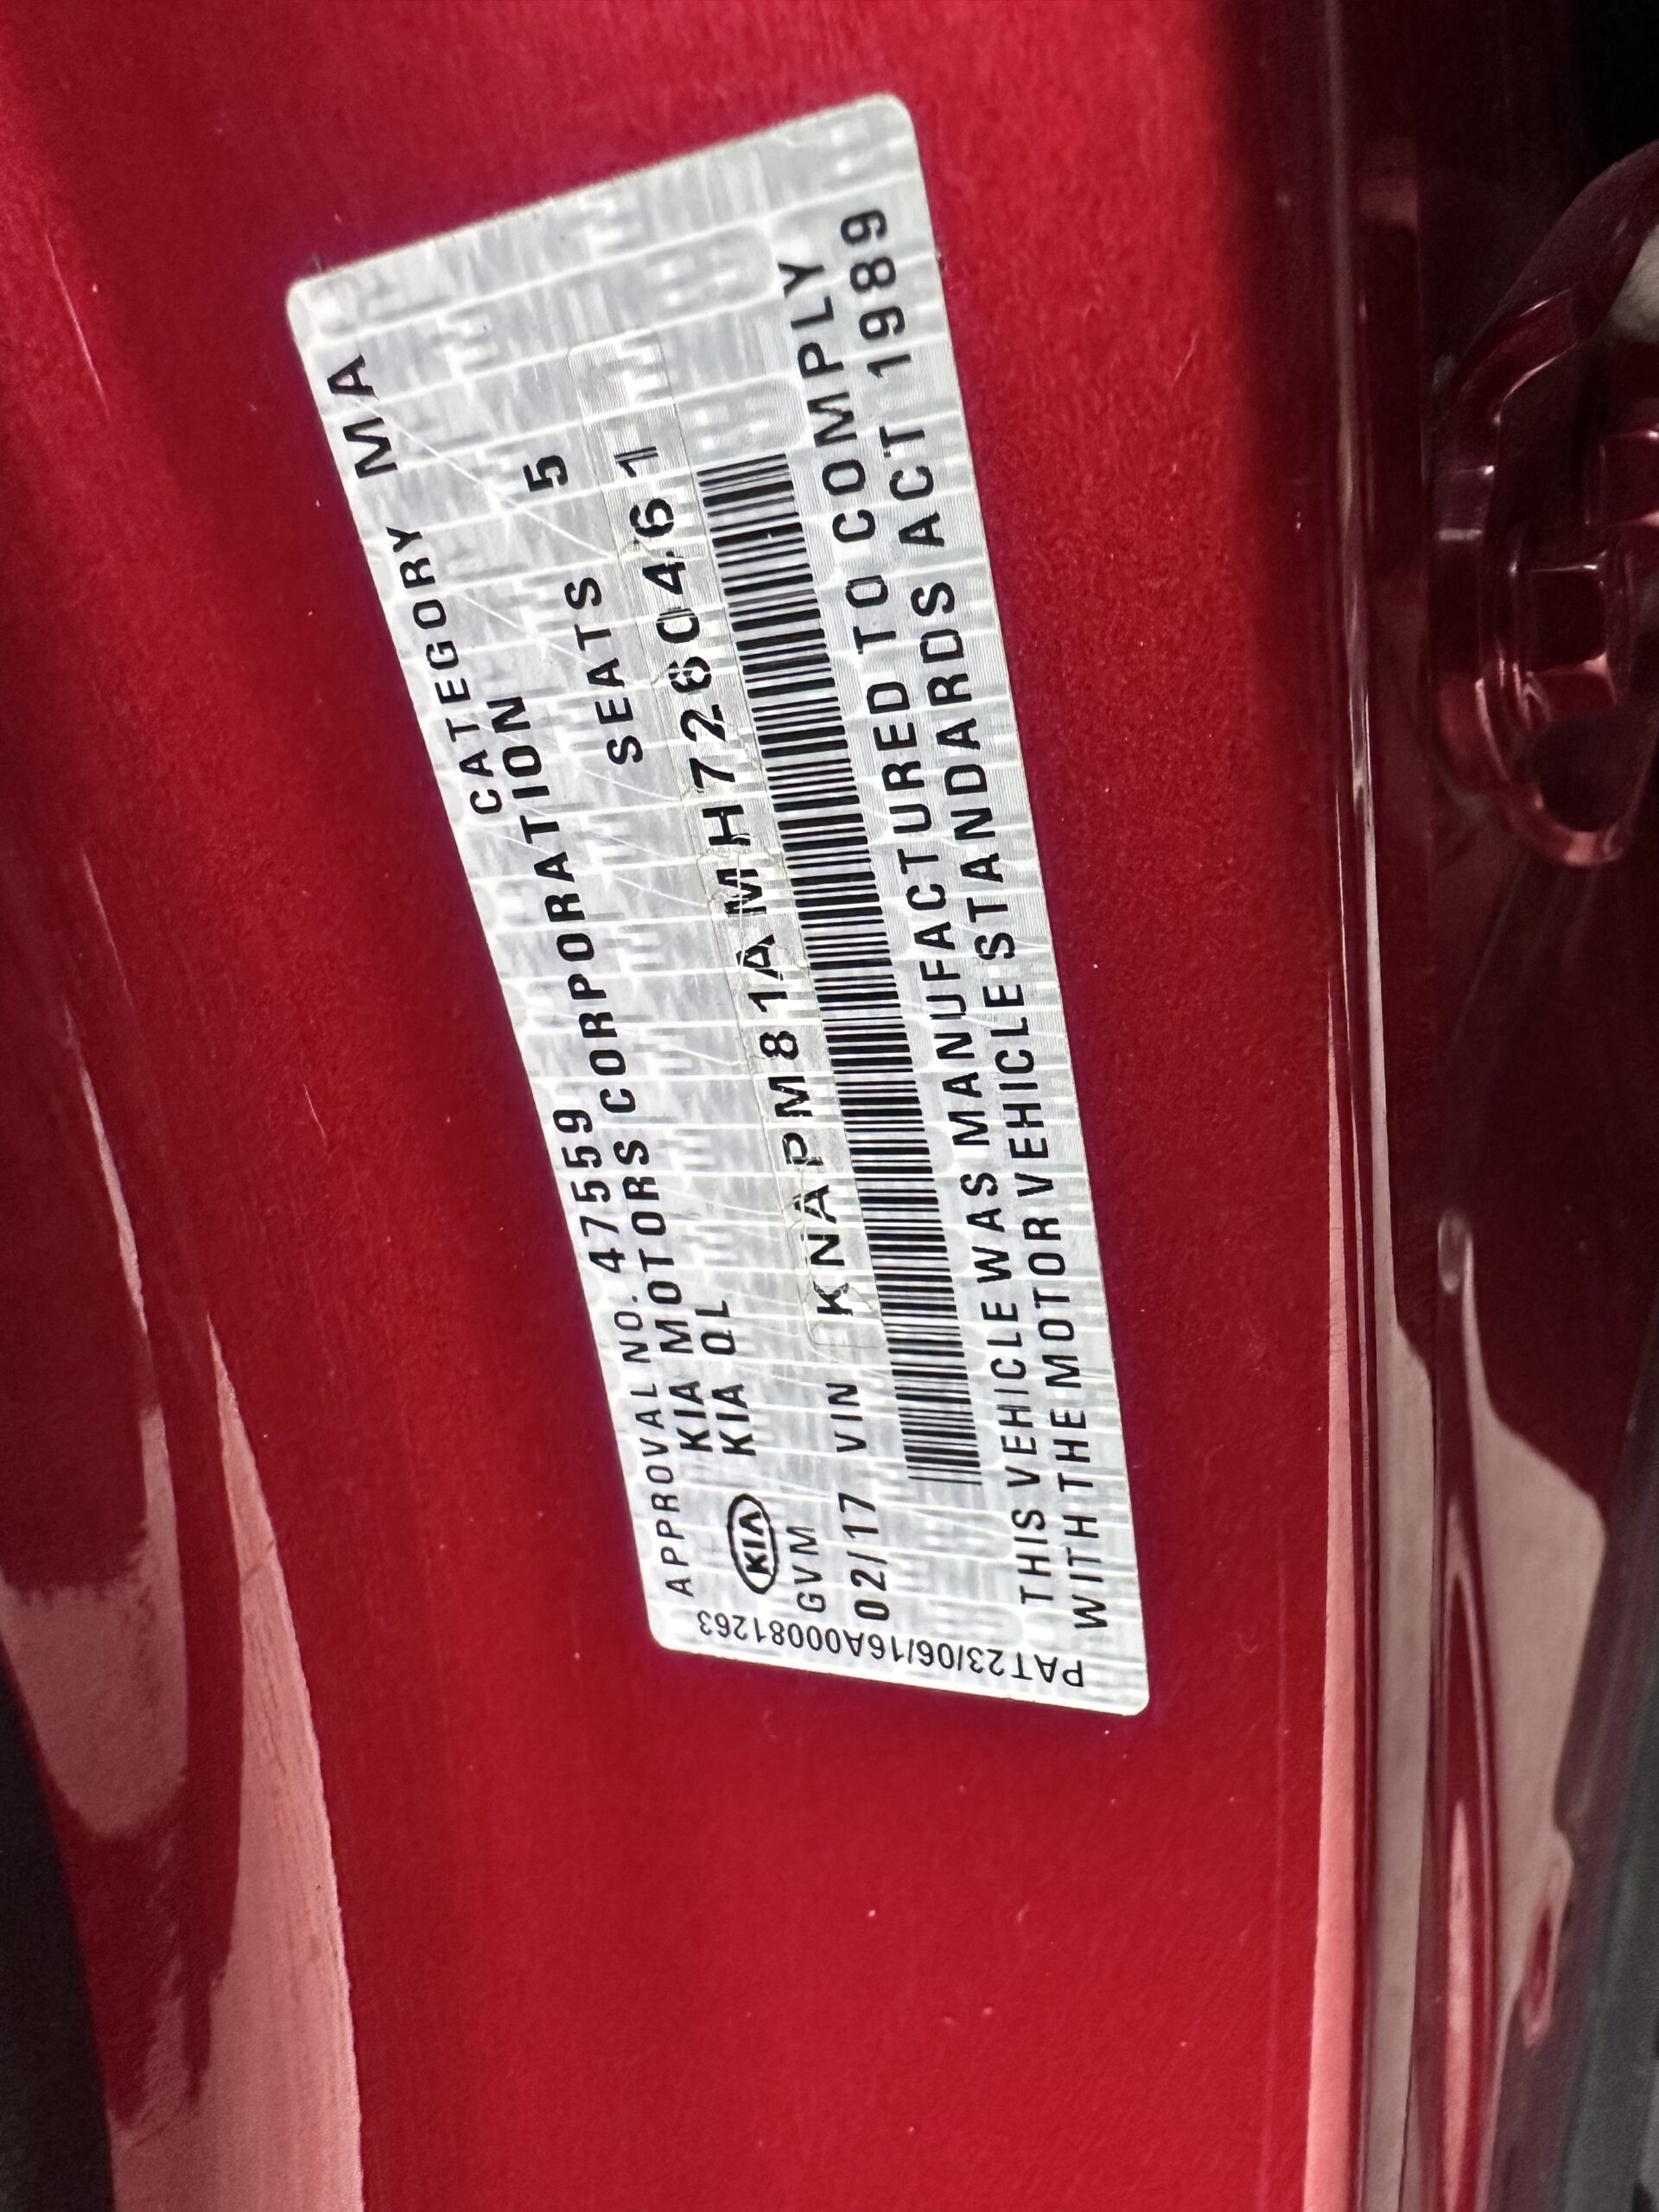 APPROVAL NO. 47559 CATEGORY MA
KIA MOTORS CORPORATION
KIA QL SEATS 5
KIA
GVM
02/17 VIN KNAPM81AMH7260461
THIS VEHICLE WAS MANUFACTURED TO COMPLY
WITH THE MOTOR VEHICLE STANDARDS ACT 1989
PAT23/06/16A00081263